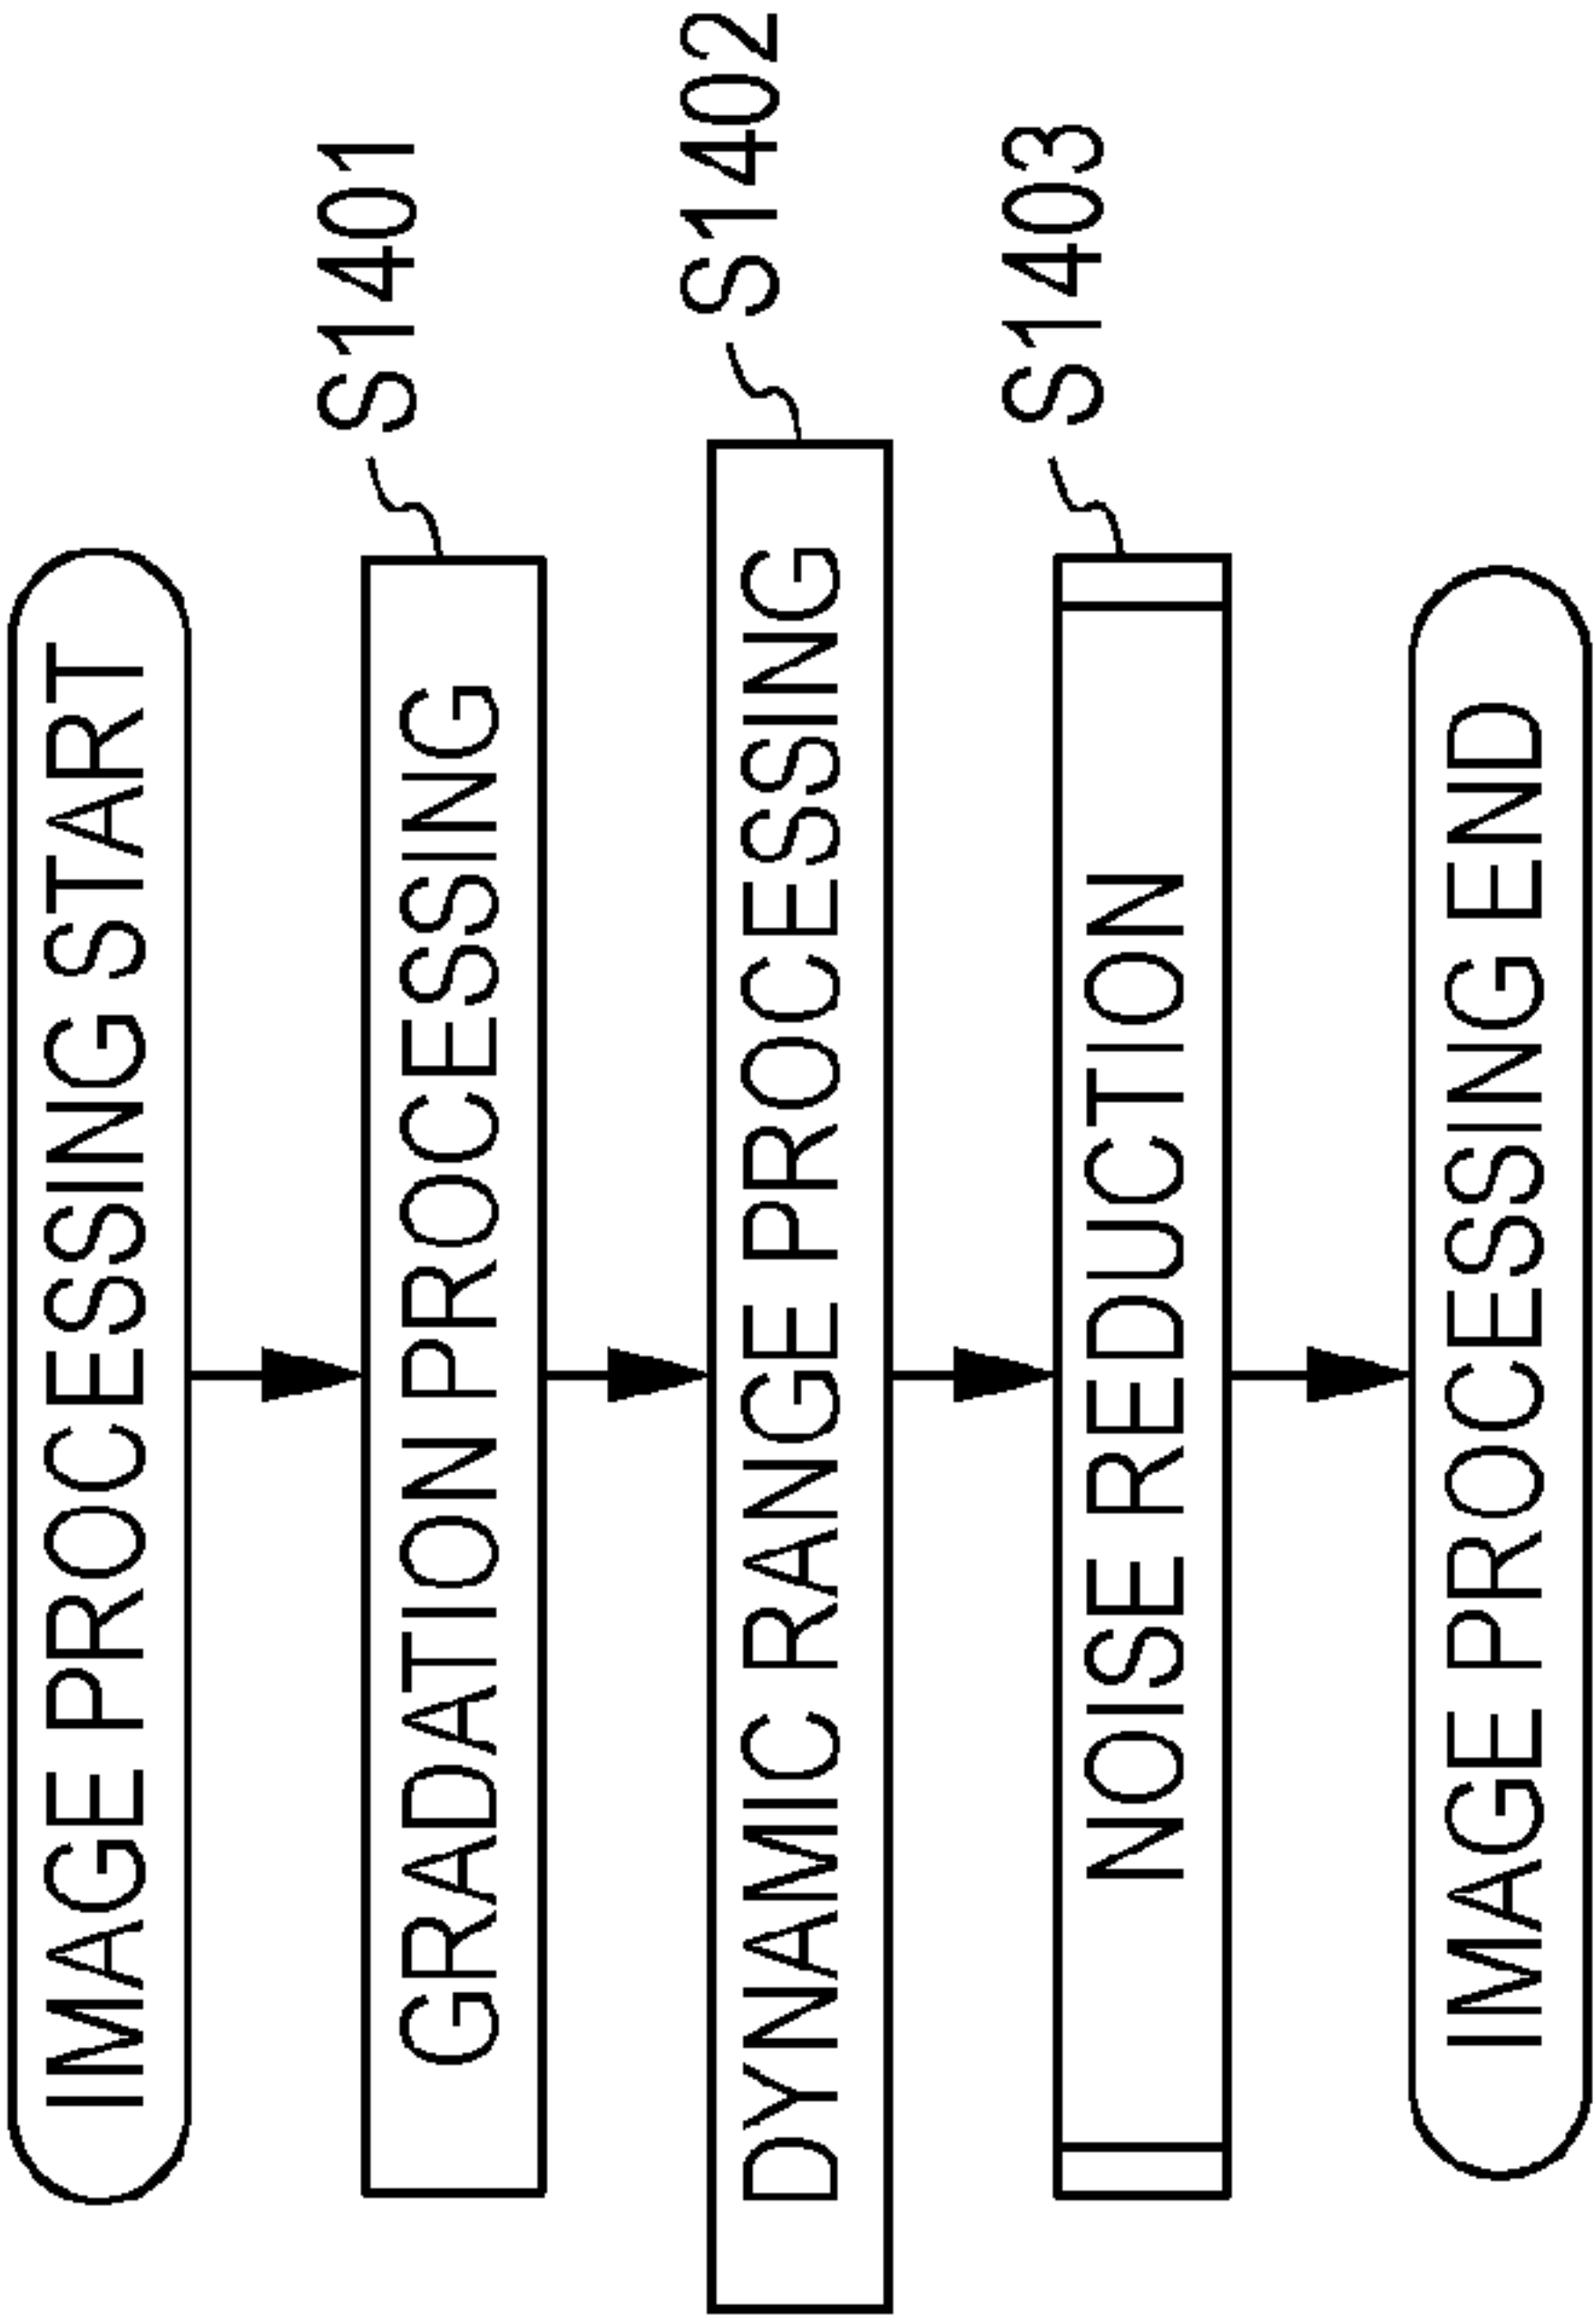 IMAGE PROCESSING START
S1401
GRADATION PROCESSING
S1402
DYNAMIC RANGE PROCESSING
S1403
NOISE REDUCTION
IMAGE PROCESSING END